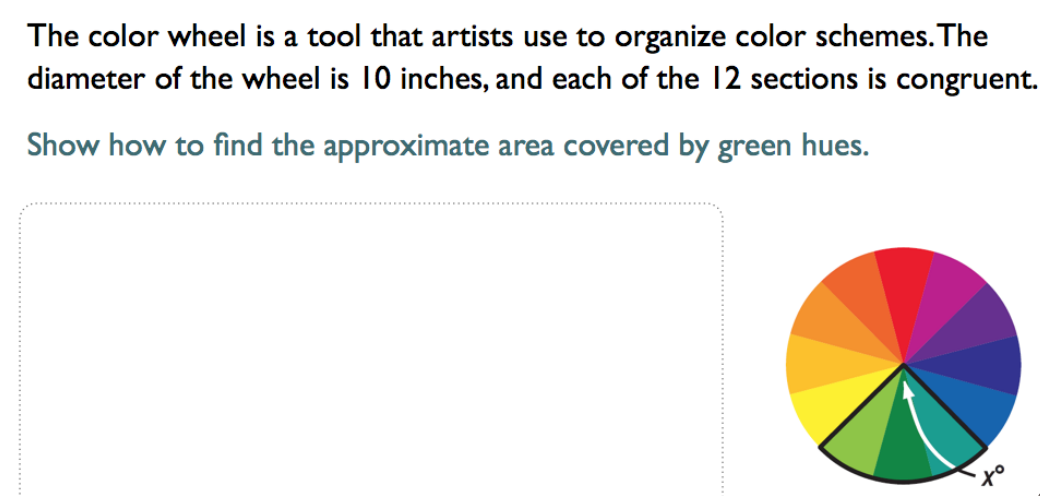 The color wheel is a tool that artists use to organize color schemes. The
diameter of the wheel is 10 inches, and each of the 12 sections is congruent.
Show how to find the approximate area covered by green hues.
x°